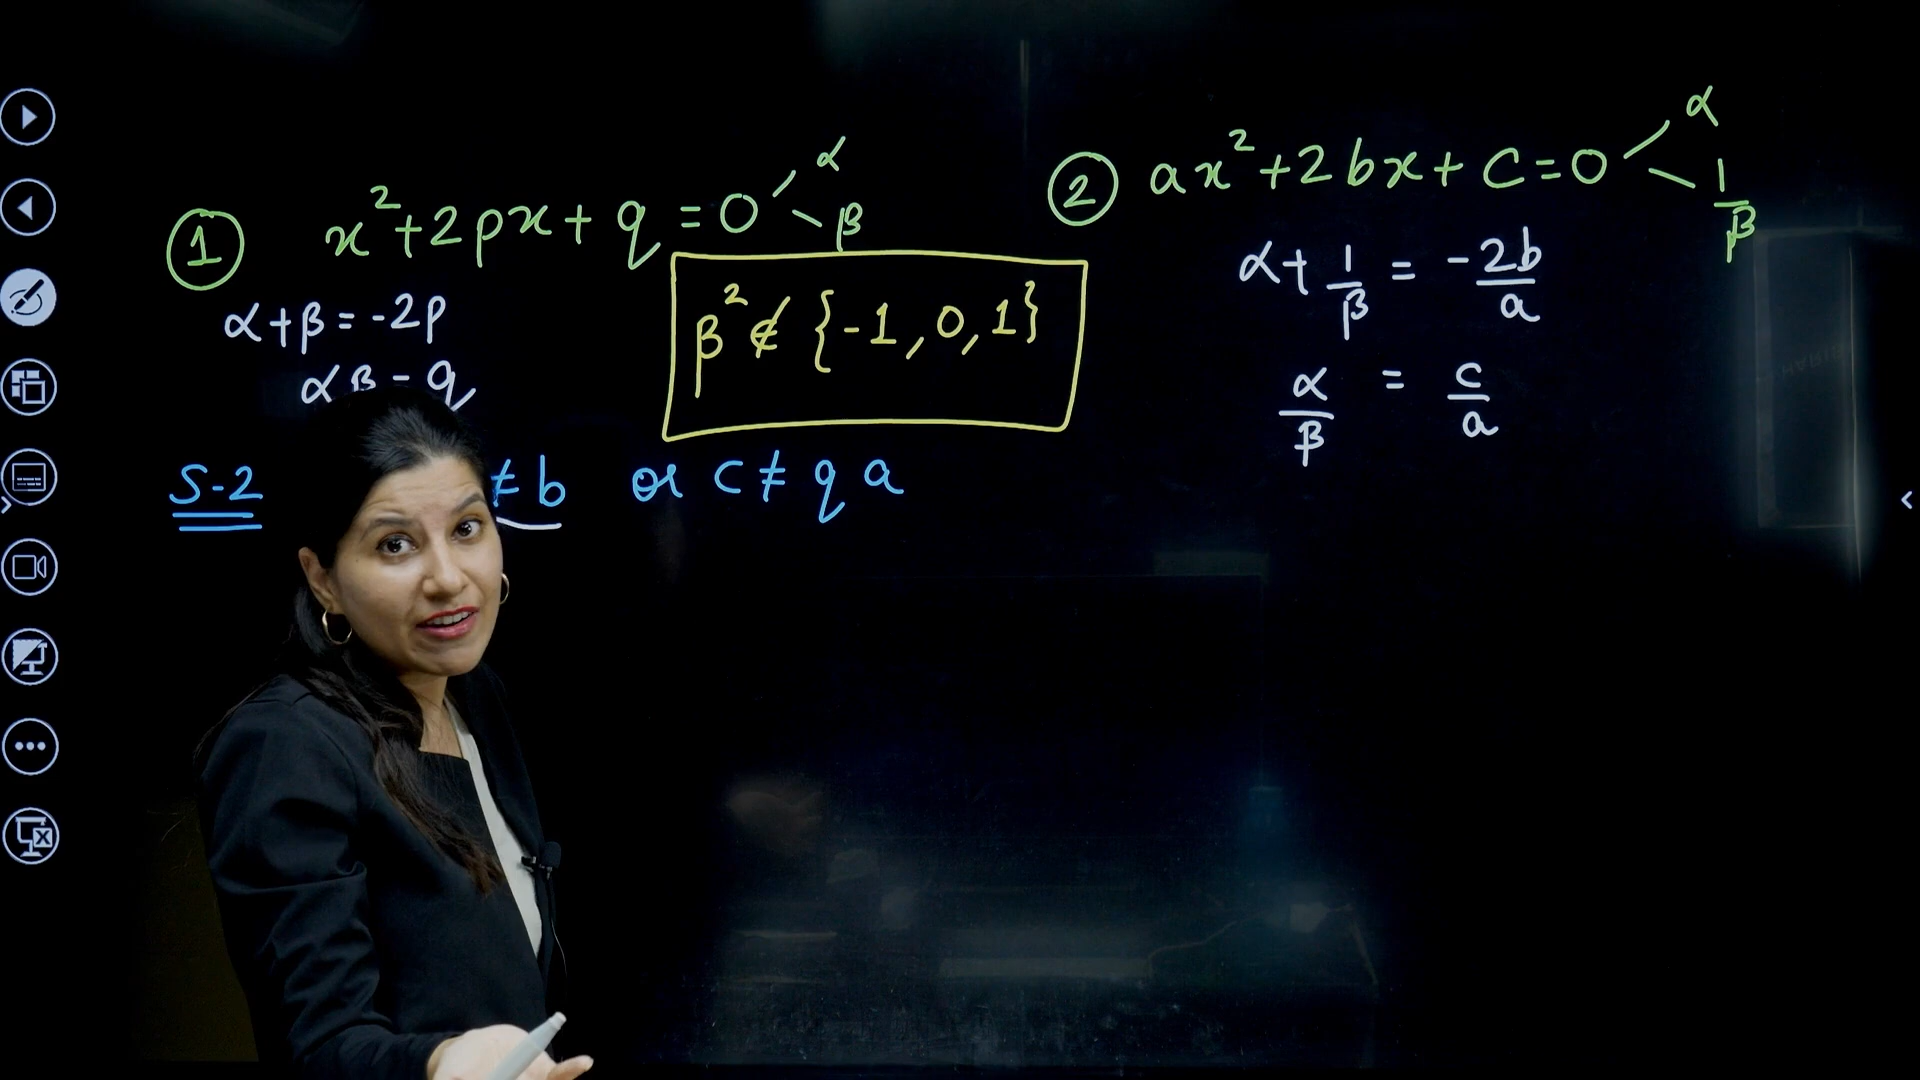 ① x²+2px+q=0 α β
α+β=-2p
αβ=q
β² ∉ {-1,0,1}
S-2 ≠ b or c ≠ q a
② ax²+2bx+c=0 α 1/β
α+1/β = -2b/a
α/β = c/a